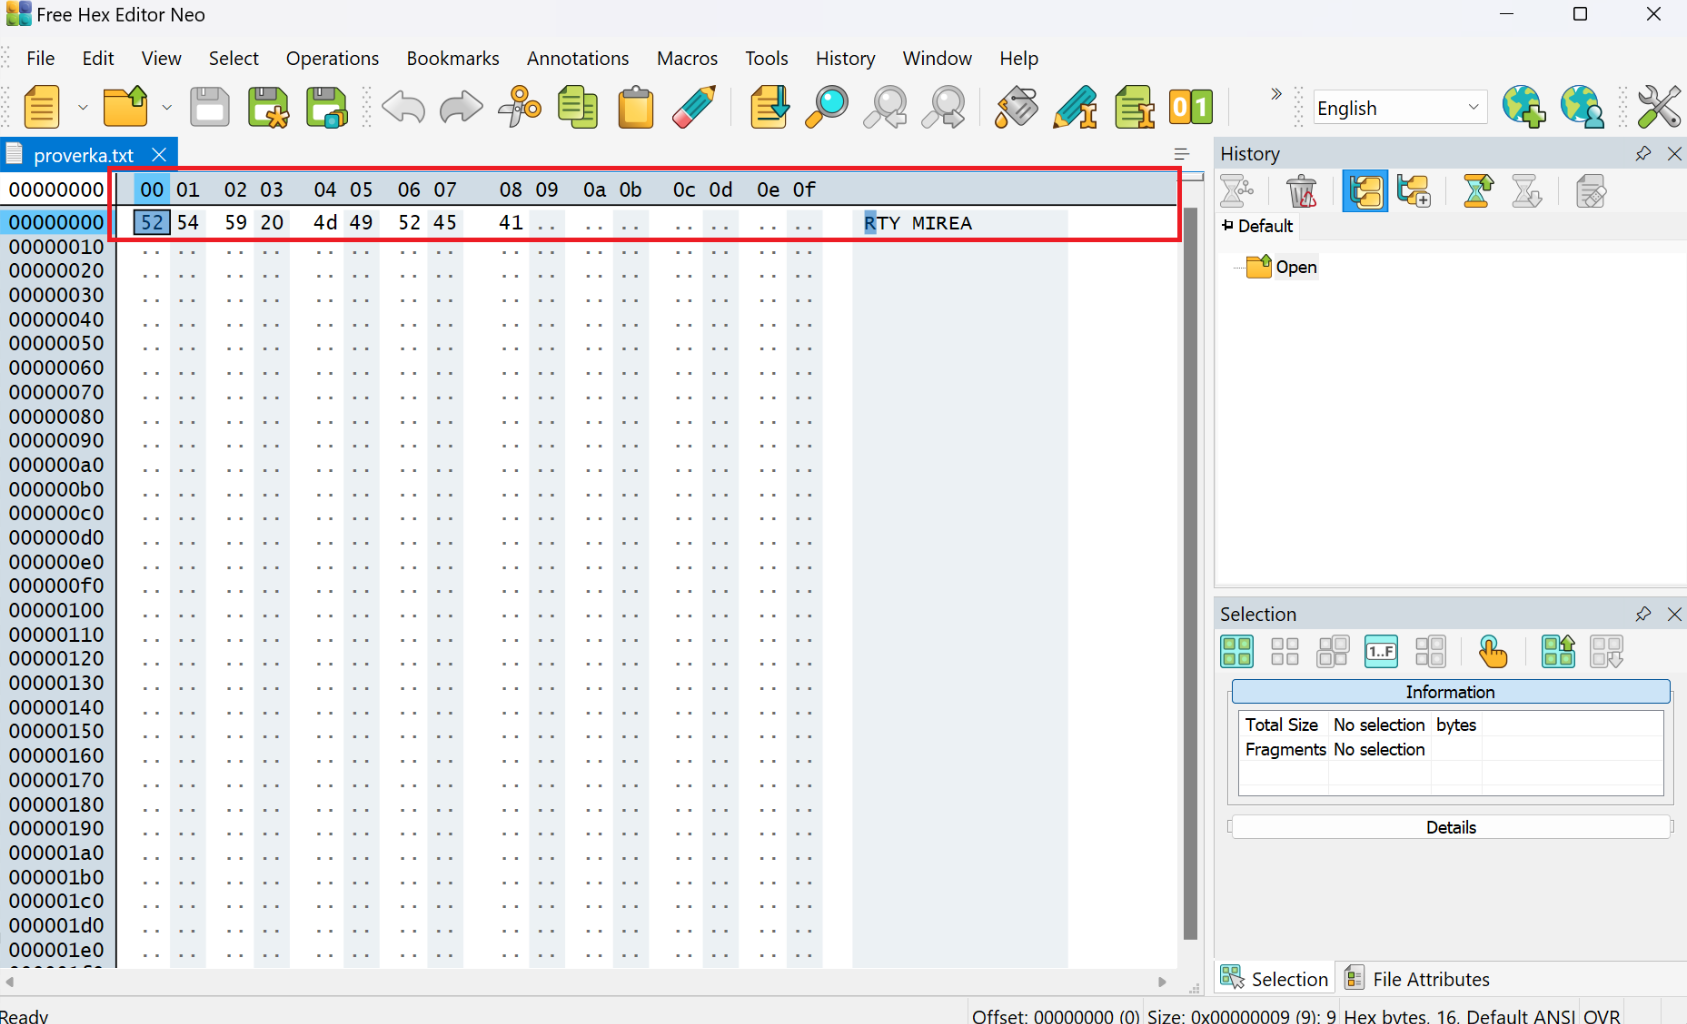 Free Hex Editor Neo
File Edit View Select Operations Bookmarks Annotations Macros Tools History Window Help
01 » English
proverka.txt
00000000 00 01 02 03 04 05 06 07 08 09 0a 0b 0c 0d 0e 0f
00000000 52 54 59 20 4d 49 52 45 41 .. .. .. .. .. .. .. RTY MIREA
00000010 .. .. .. .. .. .. .. .. .. .. .. .. .. .. .. ..
00000020 .. .. .. .. .. .. .. .. .. .. .. .. .. .. .. ..
00000030 .. .. .. .. .. .. .. .. .. .. .. .. .. .. .. ..
00000040 .. .. .. .. .. .. .. .. .. .. .. .. .. .. .. ..
00000050 .. .. .. .. .. .. .. .. .. .. .. .. .. .. .. ..
00000060 .. .. .. .. .. .. .. .. .. .. .. .. .. .. .. ..
00000070 .. .. .. .. .. .. .. .. .. .. .. .. .. .. .. ..
00000080 .. .. .. .. .. .. .. .. .. .. .. .. .. .. .. ..
00000090 .. .. .. .. .. .. .. .. .. .. .. .. .. .. .. ..
000000a0 .. .. .. .. .. .. .. .. .. .. .. .. .. .. .. ..
000000b0 .. .. .. .. .. .. .. .. .. .. .. .. .. .. .. ..
000000c0 .. .. .. .. .. .. .. .. .. .. .. .. .. .. .. ..
000000d0 .. .. .. .. .. .. .. .. .. .. .. .. .. .. .. ..
000000e0 .. .. .. .. .. .. .. .. .. .. .. .. .. .. .. ..
000000f0 .. .. .. .. .. .. .. .. .. .. .. .. .. .. .. ..
00000100 .. .. .. .. .. .. .. .. .. .. .. .. .. .. .. ..
00000110 .. .. .. .. .. .. .. .. .. .. .. .. .. .. .. ..
00000120 .. .. .. .. .. .. .. .. .. .. .. .. .. .. .. ..
00000130 .. .. .. .. .. .. .. .. .. .. .. .. .. .. .. ..
00000140 .. .. .. .. .. .. .. .. .. .. .. .. .. .. .. ..
00000150 .. .. .. .. .. .. .. .. .. .. .. .. .. .. .. ..
00000160 .. .. .. .. .. .. .. .. .. .. .. .. .. .. .. ..
00000170 .. .. .. .. .. .. .. .. .. .. .. .. .. .. .. ..
00000180 .. .. .. .. .. .. .. .. .. .. .. .. .. .. .. ..
00000190 .. .. .. .. .. .. .. .. .. .. .. .. .. .. .. ..
000001a0 .. .. .. .. .. .. .. .. .. .. .. .. .. .. .. ..
000001b0 .. .. .. .. .. .. .. .. .. .. .. .. .. .. .. ..
000001c0 .. .. .. .. .. .. .. .. .. .. .. .. .. .. .. ..
000001d0 .. .. .. .. .. .. .. .. .. .. .. .. .. .. .. ..
000001e0 .. .. .. .. .. .. .. .. .. .. .. .. .. .. .. ..
History
Default
Open
Selection
1..F
Information
Total Size No selection bytes
Fragments No selection
Details
Selection File Attributes
Ready Offset: 00000000 (0) Size: 0x00000009 (9): 9 Hex bytes, 16, Default ANSI OVR